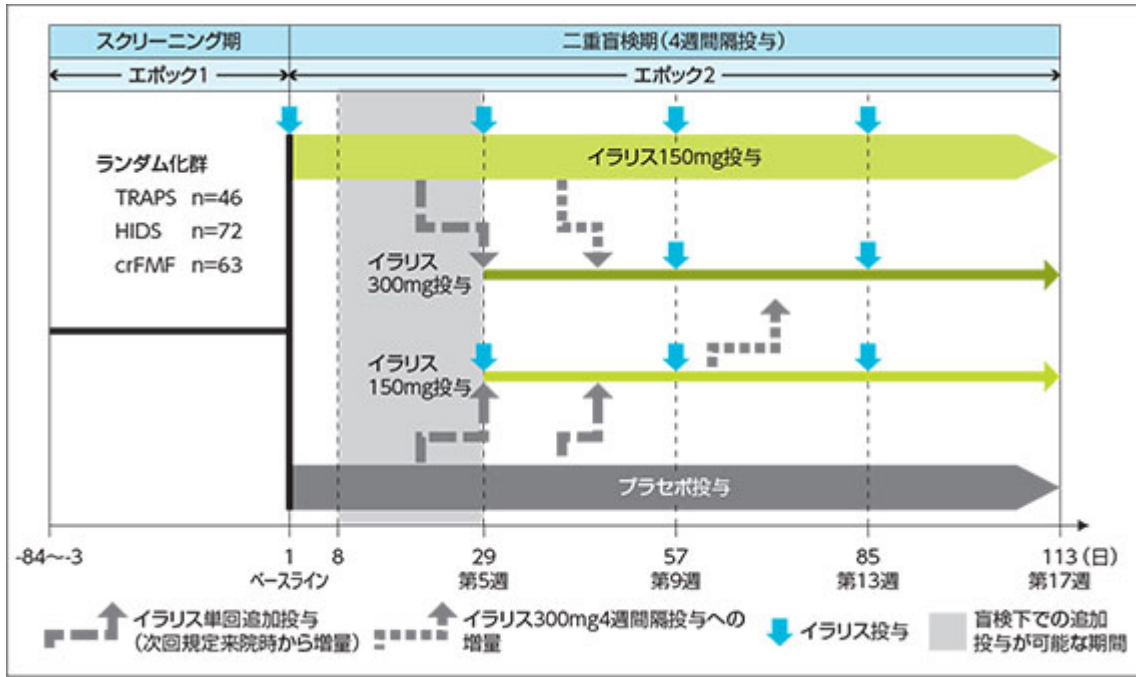 スクリーニング期
二重盲検期(4週間隔投与)
エポック1
エポック2
ランダム化群
TRAPS n=46
HIDS n=72
crFMF n=63
イラリス150mg投与
イラリス
300mg投与
イラリス
150mg投与
プラセボ投与
-84～-3
1
8
29
57
85
113(日)
ベースライン
第5週
第9週
第13週
第17週
イラリス単回追加投与
(次回規定来院時から増量)
イラリス300mg4週間隔投与への
増量
イラリス投与
盲検下での追加
投与が可能な期間